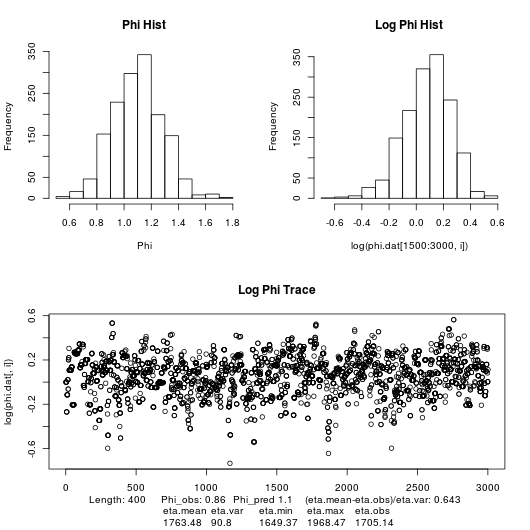 Phi Hist
Log Phi Hist
Frequency
0 50 150 250 350
0.6 0.8 1.0 1.2 1.4 1.6 1.8
Phi
Frequency
0 50 150 250 350
-0.6 -0.4 -0.2 0.0 0.2 0.4 0.6
log(phi.dat[1500:3000, i])
Log Phi Trace
log(phi.dat[ i])
-0.6 -0.2 0.2 0.6
0 500 1000 1500 2000 2500 3000
Length: 400 Phi_obs: 0.86 Phi_pred 1.1 (eta.mean-eta.obs)/eta.var: 0.643
eta.mean eta.var eta.min eta.max eta.obs
1763.48 90.8 1649.37 1968.47 1705.14